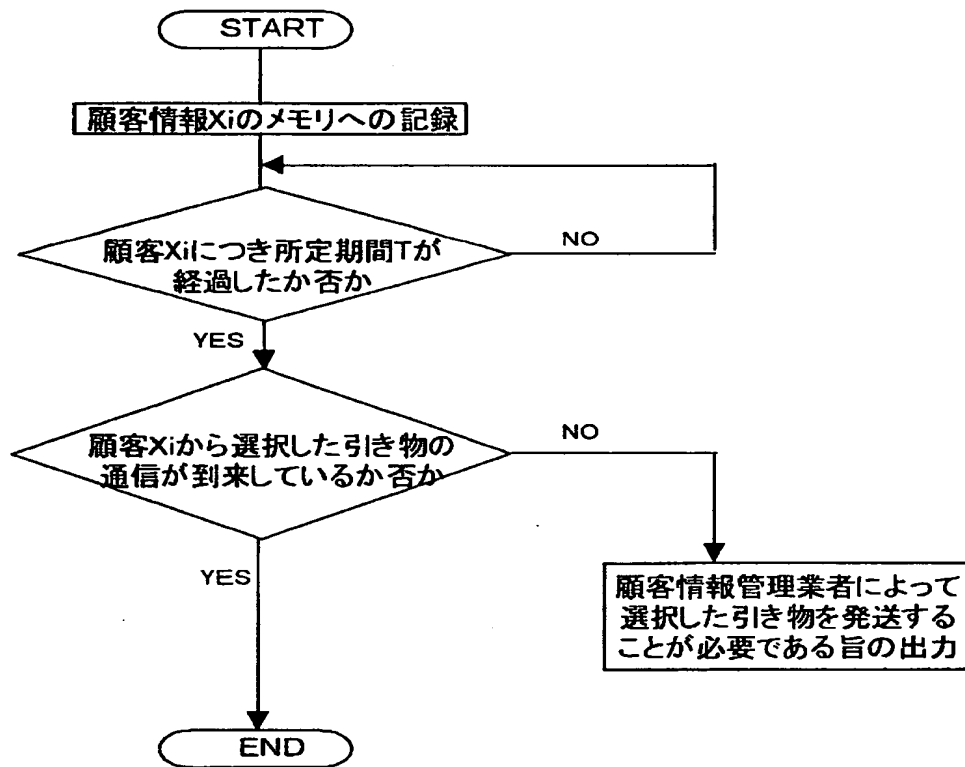 START
顧客情報Xiのメモリへの記録
顧客Xiにつき所定期間Tが
経過したか否か
NO
YES
顧客Xiから選択した引き物の
通信が到来しているか否か
NO
YES
顧客情報管理業者によって
選択した引き物を発送する
ことが必要である旨の出力
END